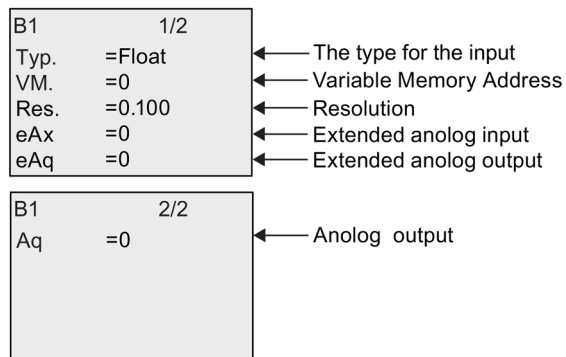 B1 1/2
Typ. =Float The type for the input
VM. =0 Variable Memory Address
Res. =0.100 Resolution
eAx =0 Extended anolog input
eAq =0 Extended anolog output
B1 2/2
Aq =0 Anolog output